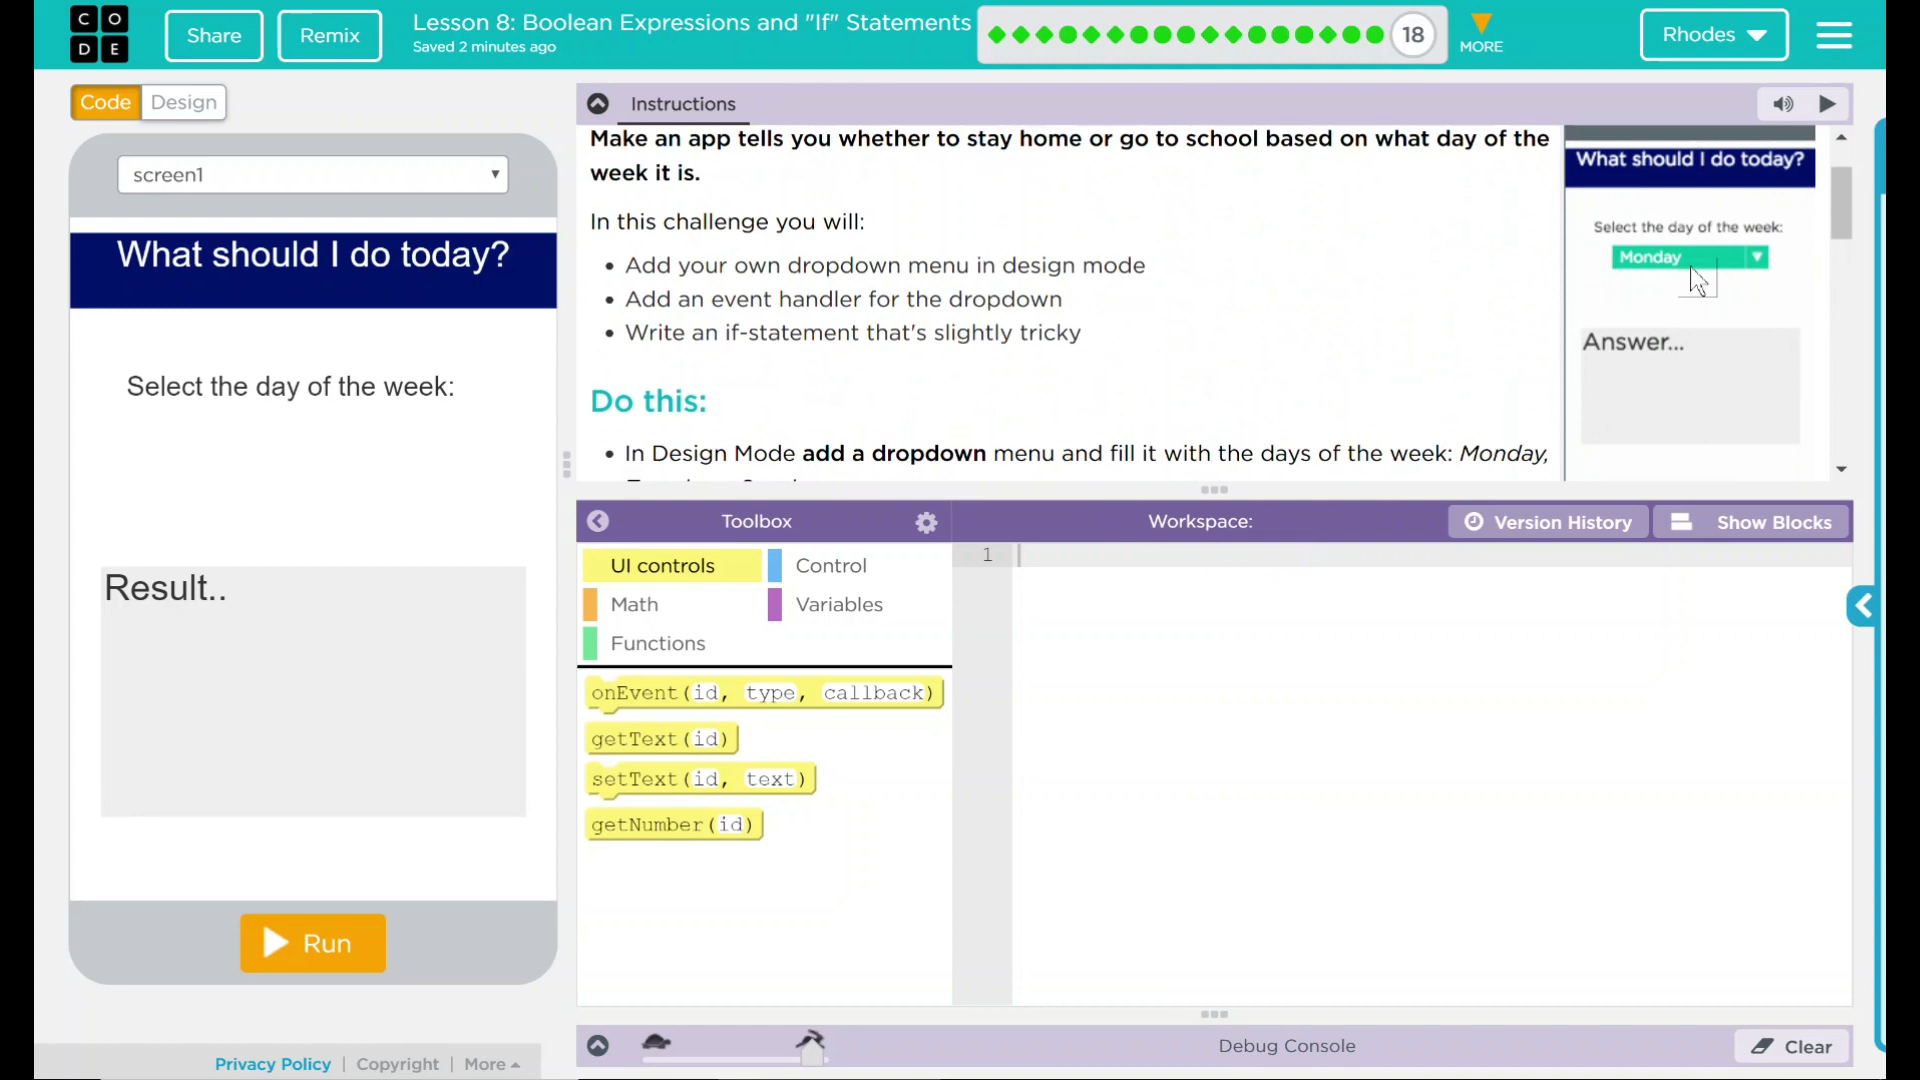 CODE
Share
Remix
Lesson 8: Boolean Expressions and "If" Statements
Saved 2 minutes ago
18
MORE
Rhodes
Code
Design
screen1
What should I do today?
Select the day of the week:
Result..
Run
Privacy Policy | Copyright | More
Instructions
Make an app tells you whether to stay home or go to school based on what day of the
week it is.
In this challenge you will:
Add your own dropdown menu in design mode
Add an event handler for the dropdown
Write an if-statement that's slightly tricky
Do this:
In Design Mode add a dropdown menu and fill it with the days of the week: Monday,
What should I do today?
Select the day of the week:
Monday
Answer...
Toolbox
Workspace:
Version History
Show Blocks
UI controls
Control
Math
Variables
Functions
onEvent(id, type, callback)
getText(id)
setText(id, text)
getNumber(id)
1
Debug Console
Clear